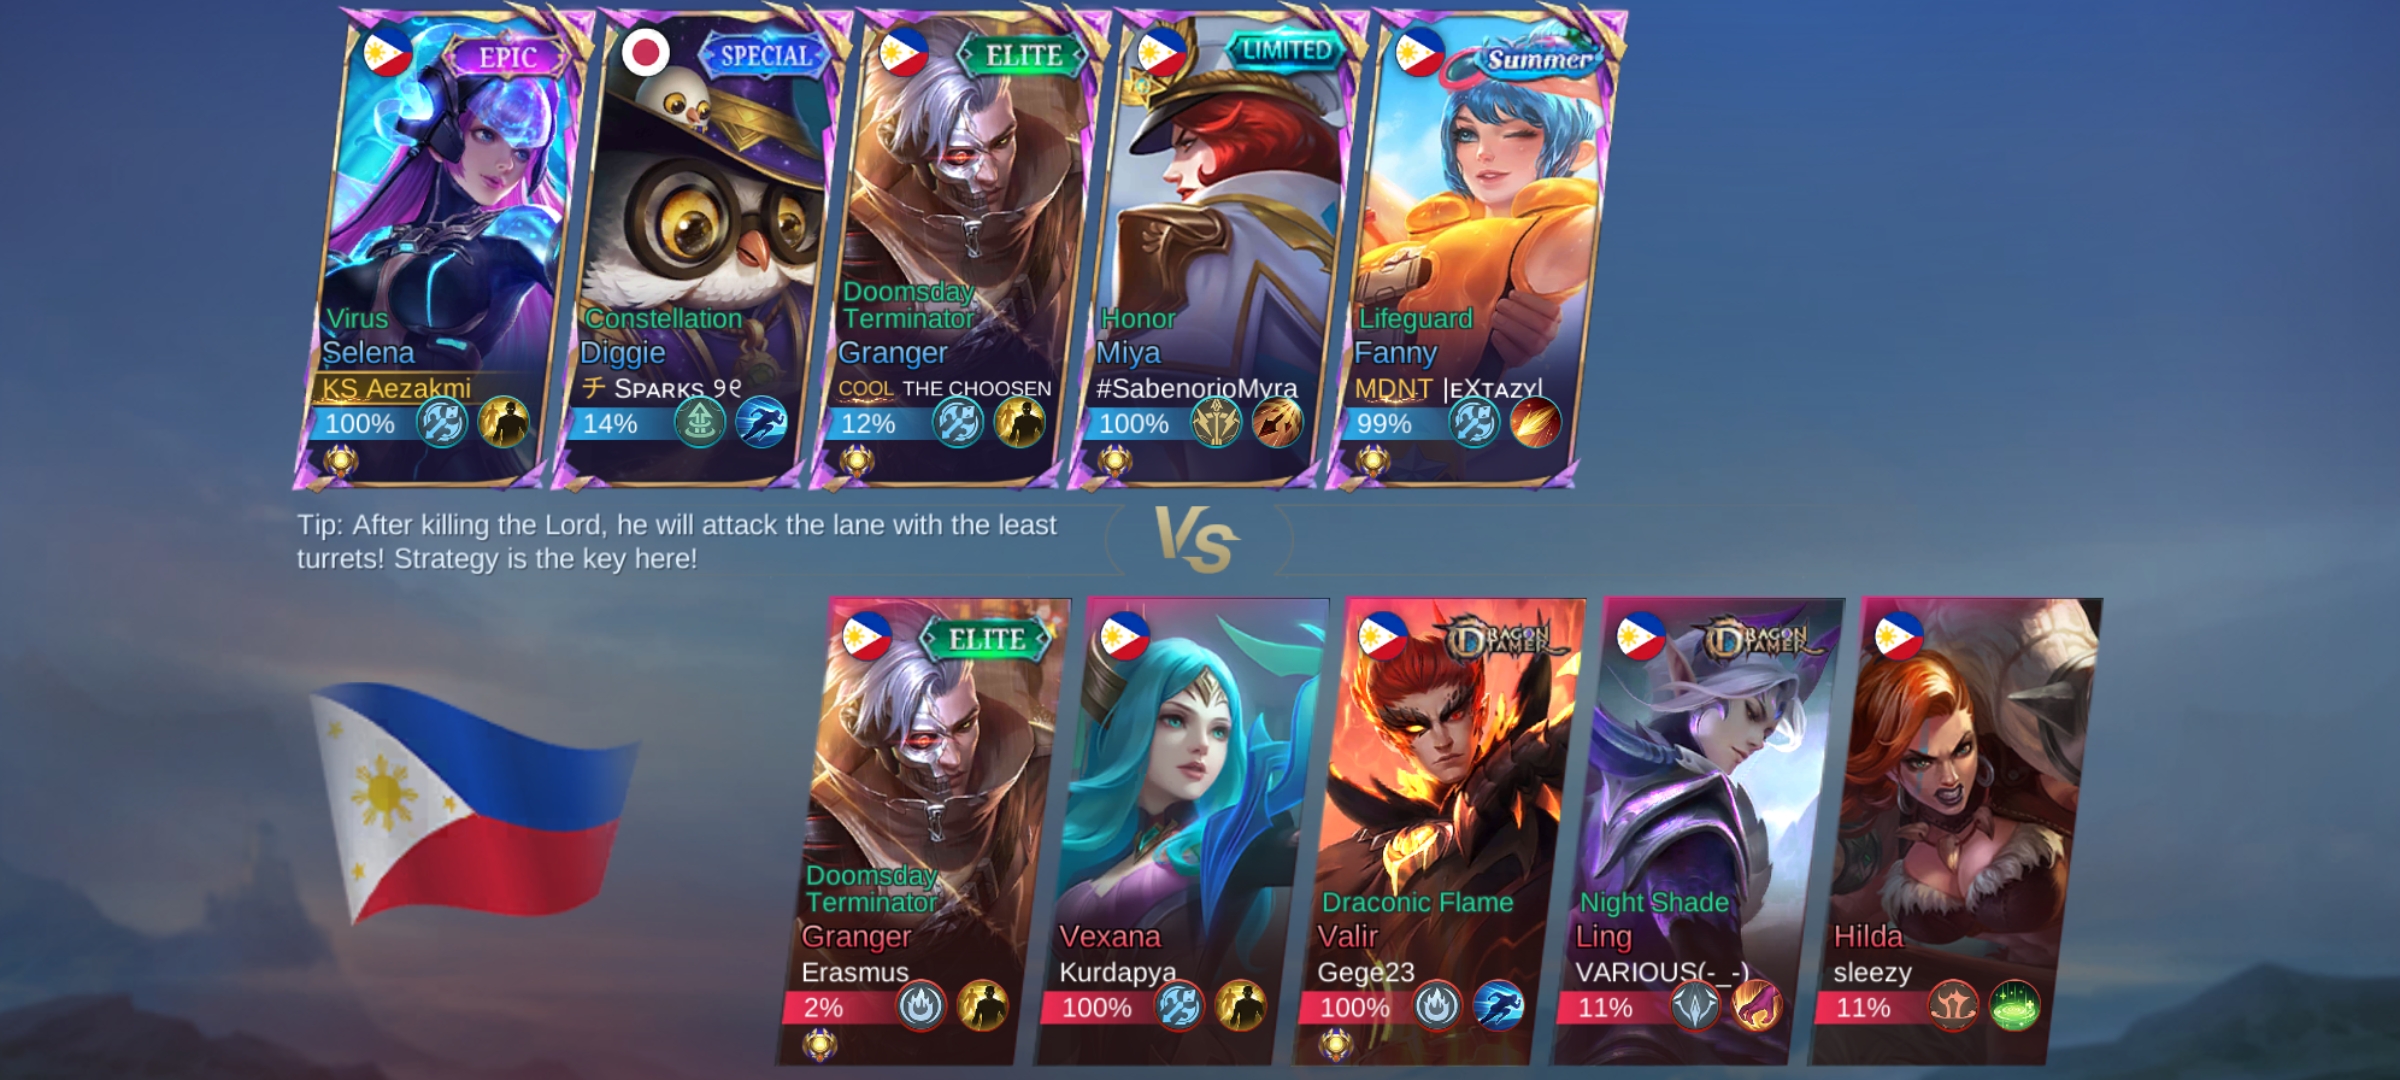 EPIC
Virus
Selena
KS Aezakmi
100%
SPECIAL
Constellation
Diggie
チ Sᴘᴀʀᴋs ୨୧
14%
ELITE
Doomsday
Terminator
Granger
COOL THE CHOOSEN
12%
LIMITED
Honor
Miya
#SabenorioMyra
100%
Summer
Lifeguard
Fanny
MDNT |ᴇXᴛᴀᴢʏ|
99%
Tip: After killing the Lord, he will attack the lane with the least
turrets! Strategy is the key here!
VS
ELITE
Doomsday
Terminator
Granger
Erasmus
2%
Vexana
Kurdapya
100%
DRAGON
TAMER
Draconic Flame
Valir
Gege23
100%
DRAGON
TAMER
Night Shade
Ling
VARIOUS(-_-)
11%
Hilda
sleezy
11%